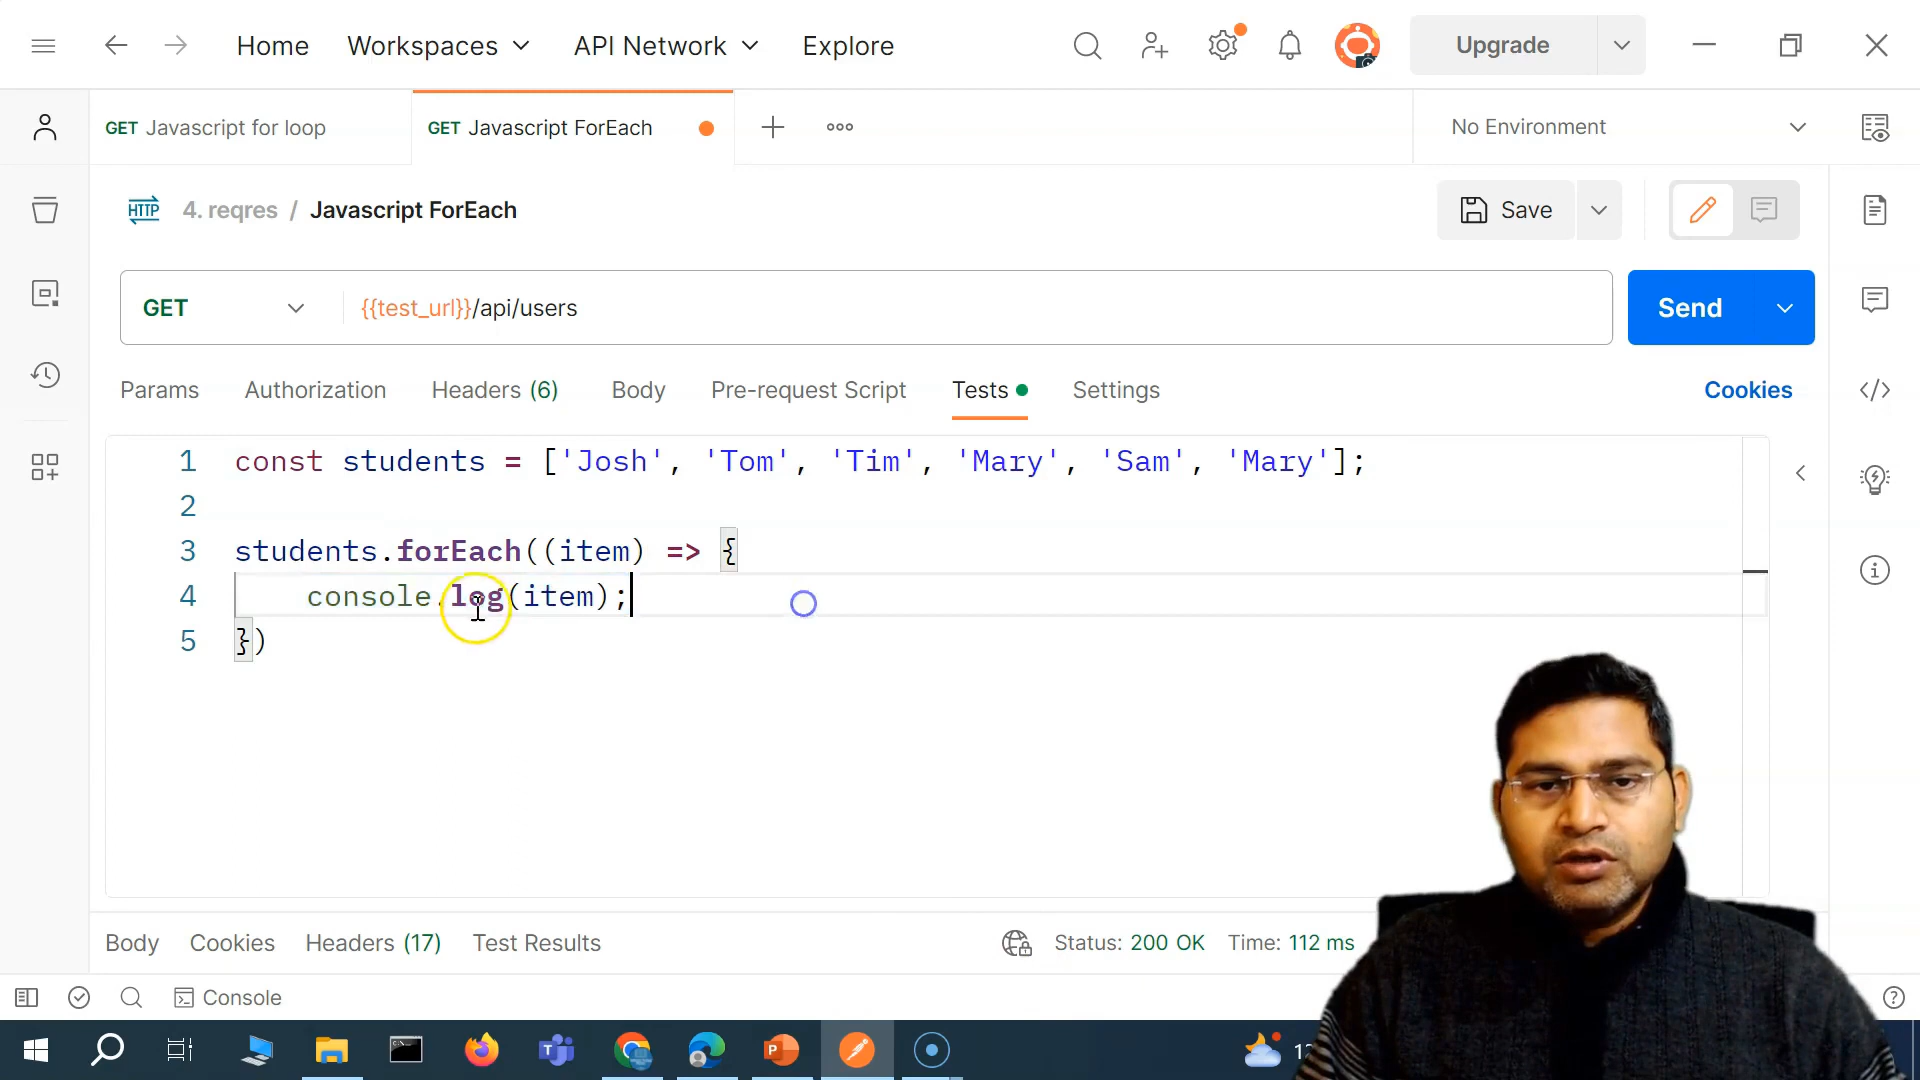 Home Workspaces API Network Explore Upgrade
GET Javascript for loop GET Javascript ForEach No Environment
HTTP 4. reqres / Javascript ForEach Save
GET {{test_url}}/api/users Send
Params Authorization Headers (6) Body Pre-request Script Tests Settings Cookies
1 const students = ['Josh', 'Tom', 'Tim', 'Mary', 'Sam', 'Mary'];
2
3 students.forEach((item) => {
4 console.log(item);
5 })
Body Cookies Headers (17) Test Results Status: 200 OK Time: 112 ms
Console